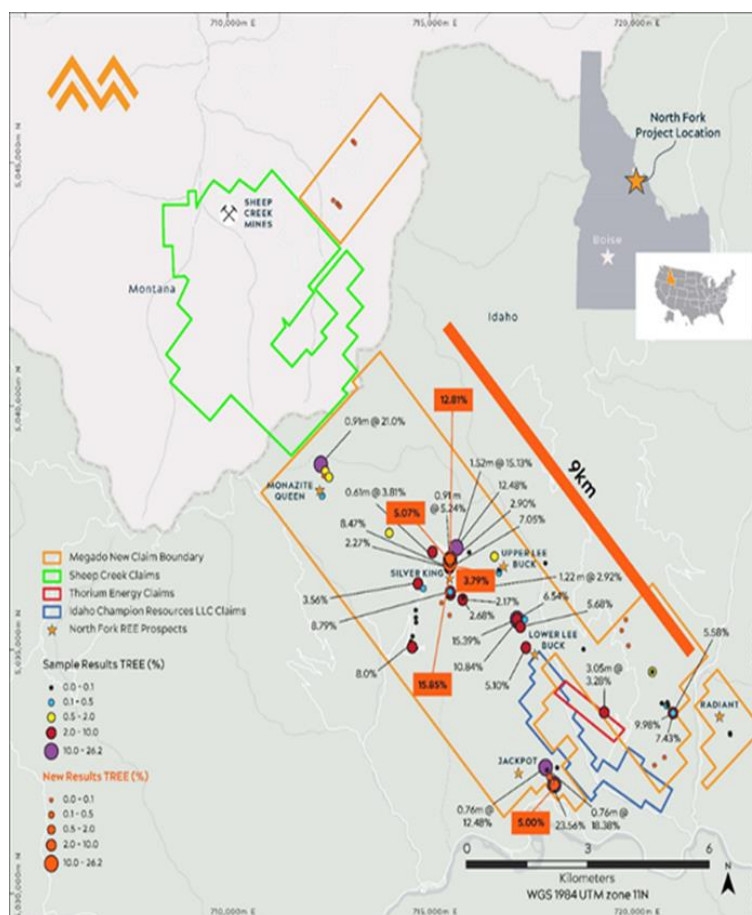 710,000m E
715,000m E
720,000m E
5,045,000m N
5,040,000m N
5,035,000m N
5,030,000m N
North Fork
Project Location
Boise
SHEEP
CREEK
MINES
Montana
Idaho
9km
12.81%
0.91m @ 21.0%
1.52m @ 15.13%
12.48%
2.90%
7.05%
MONAZITE
QUEEN
0.61m @ 3.81%
0.91m
@ 5.24%
5.07%
8.47%
2.27%
UPPER LEE
BUCK
SILVER KING
3.79%
1.22m @ 2.92%
3.56%
2.17%
2.68%
6.54%
5.68%
8.79%
15.39%
10.84%
LOWER LEE
BUCK
5.58%
8.0%
15.85%
5.10%
3.05m @
3.28%
9.98%
7.43%
RADIANT
JACKPOT
0.76m @
12.48%
5.00%
23.56%
0.76m @
18.38%
Megado New Claim Boundary
Sheep Creek Claims
Thorium Energy Claims
Idaho Champion Resources LLC Claims
North Fork REE Prospects
Sample Results TREE (%)
0.0 - 0.1
0.1 - 0.5
0.5 - 2.0
2.0 - 10.0
10.0 - 26.2
New Results TREE (%)
0.0 - 0.1
0.1 - 0.5
0.5 - 2.0
2.0 - 10.0
10.0 - 26.2
0 3 6
Kilometers
WGS 1984 UTM zone 11N
N
710,000m E
715,000m E
720,000m E